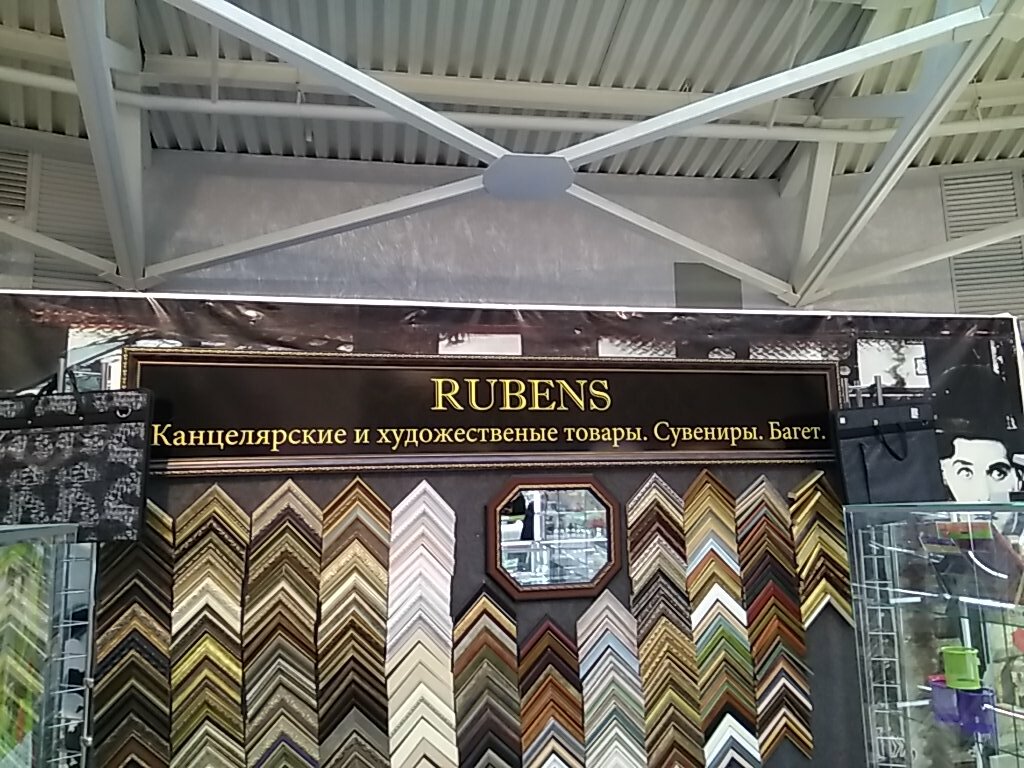 RUBENS
Канцелярские и художественые товары. Сувениры. Багет.